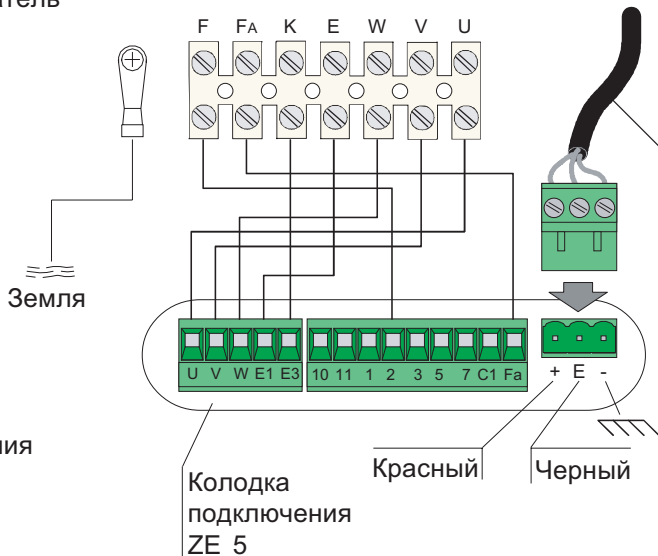 атель
F FA K E W V U
Земля
U V W E1 E3 10 11 1 2 3 5 7 C1 Fa
+ E -
ния
Красный Черный
Колодка
подключения
ZE 5